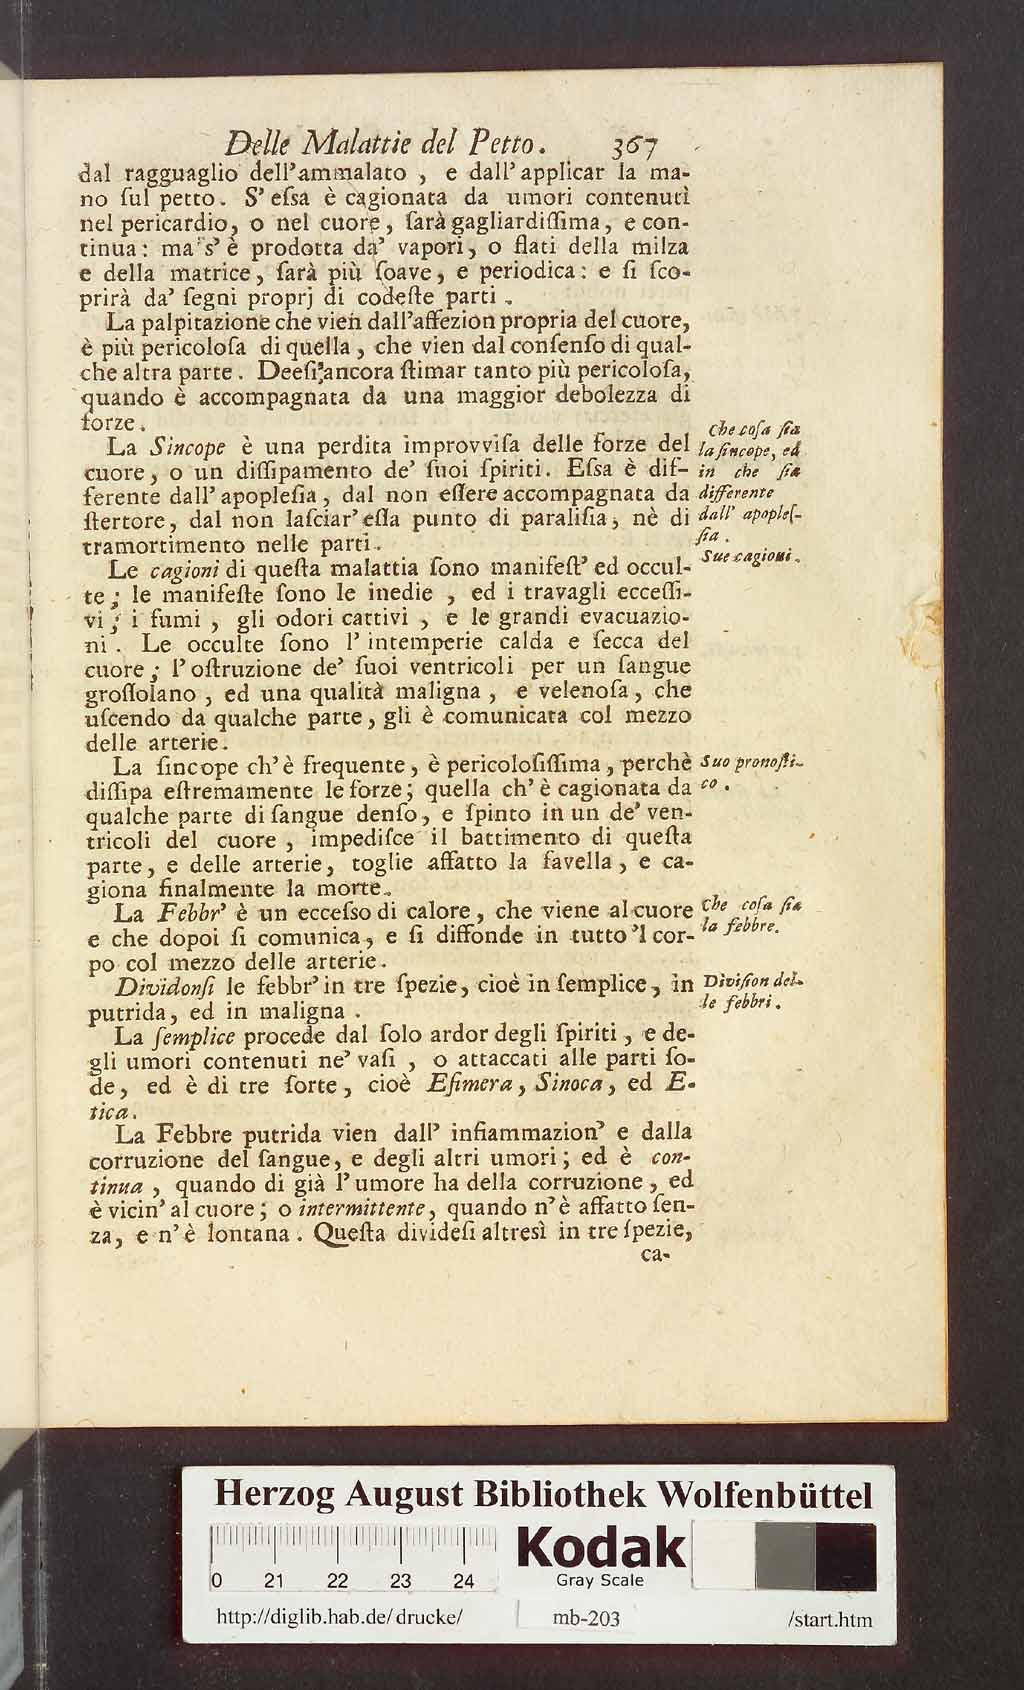 Delle Malattie del Petto. 367
dal ragguaglio dell'ammalato, e dall'applicar la ma-
no ſul petto. S'eſsa è cagionata da umori contenuti
nel pericardio, o nel cuore, ſarà gagliardiſſima, e con-
tinua: ma s'è prodotta da' vapori, o flati della milza
e della matrice, ſarà più ſoave, e periodica: e ſi ſco-
prirà da' ſegni proprj di codeſte parti.
La palpitazione che vien dall'affezion propria del cuore,
è più pericoloſa di quella, che vien dal conſenſo di qual-
che altra parte. Deeſi ancora ſtimar tanto più pericoloſa,
quando è accompagnata da una maggior debolezza di
forze.
La Sincope è una perdita improvviſa delle forze del
cuore, o un diſſipamento de' ſuoi ſpiriti. Eſsa è dif-
ferente dall'apopleſia, dal non eſſere accompagnata da
ſtertore, dal non laſciar'eſſa punto di paraliſia, nè di
tramortimento nelle parti.
Che coſa ſia
la ſincope, ed
in che ſia
differente
dall' apopleſ-
ſia.
Le cagioni di queſta malattia ſono manifeſt' ed occul-
te; le manifeſte ſono le inedie, ed i travagli ecceſſi-
vi; i fumi, gli odori cattivi, e le grandi evacuazio-
ni. Le occulte ſono l'intemperie calda e ſecca del
cuore; l'oſtruzione de' ſuoi ventricoli per un ſangue
groſſolano, ed una qualità maligna, e velenoſa, che
uſcendo da qualche parte, gli è comunicata col mezzo
delle arterie.
Sue cagioni.
La ſincope ch'è frequente, è pericoloſiſſima, perchè
diſſipa eſtremamente le forze; quella ch'è cagionata da
qualche parte di ſangue denſo, e ſpinto in un de' ven-
tricoli del cuore, impediſce il battimento di queſta
parte, e delle arterie, toglie affatto la favella, e ca-
giona finalmente la morte.
Suo pronoſti-
co.
La Febbr' è un ecceſso di calore, che viene al cuore
e che dopoi ſi comunica, e ſi diffonde in tutto 'l cor-
po col mezzo delle arterie.
Che coſa ſia
la febbre.
Dividonſi le febbr' in tre ſpezie, cioè in ſemplice, in
putrida, ed in maligna.
Diviſion del-
le febbri.
La ſemplice procede dal ſolo ardor degli ſpiriti, e de-
gli umori contenuti ne' vaſi, o attaccati alle parti ſo-
de, ed è di tre ſorte, cioè Efimera, Sinoca, ed E-
tica.
La Febbre putrida vien dall' infiammazion' e dalla
corruzione del ſangue, e degli altri umori; ed è con-
tinua, quando di già l'umore ha della corruzione, ed
è vicin' al cuore; o intermittente, quando n'è affatto ſen-
za, e n'è lontana. Queſta divideſi altresì in tre ſpezie,
ca-
Herzog August Bibliothek Wolfenbüttel
0 21 22 23 24
Kodak
Gray Scale
http://diglib.hab.de/drucke/ mb-203 /start.htm